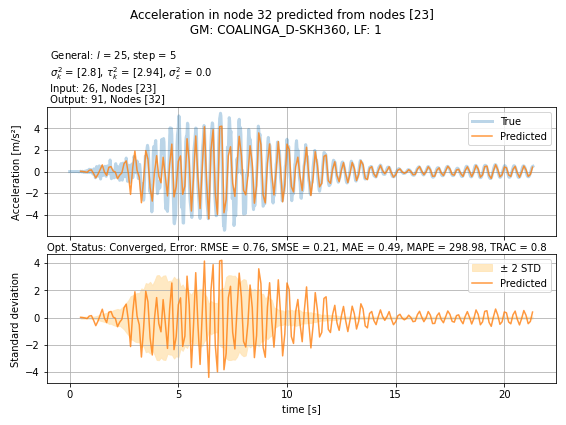 Acceleration in node 32 predicted from nodes [23]
GM: COALINGA_D-SKH360, LF: 1
General: l = 25, step = 5
σ²ₖ = [2.8], τ²ₖ = [2.94], σ²ε = 0.0
Input: 26, Nodes [23]
Output: 91, Nodes [32]
Acceleration [m/s²]
4
2
0
−2
−4
True
Predicted
Opt. Status: Converged, Error: RMSE = 0.76, SMSE = 0.21, MAE = 0.49, MAPE = 298.98, TRAC = 0.8
Standard deviation
4
2
0
−2
−4
± 2 STD
Predicted
0 5 10 15 20
time [s]